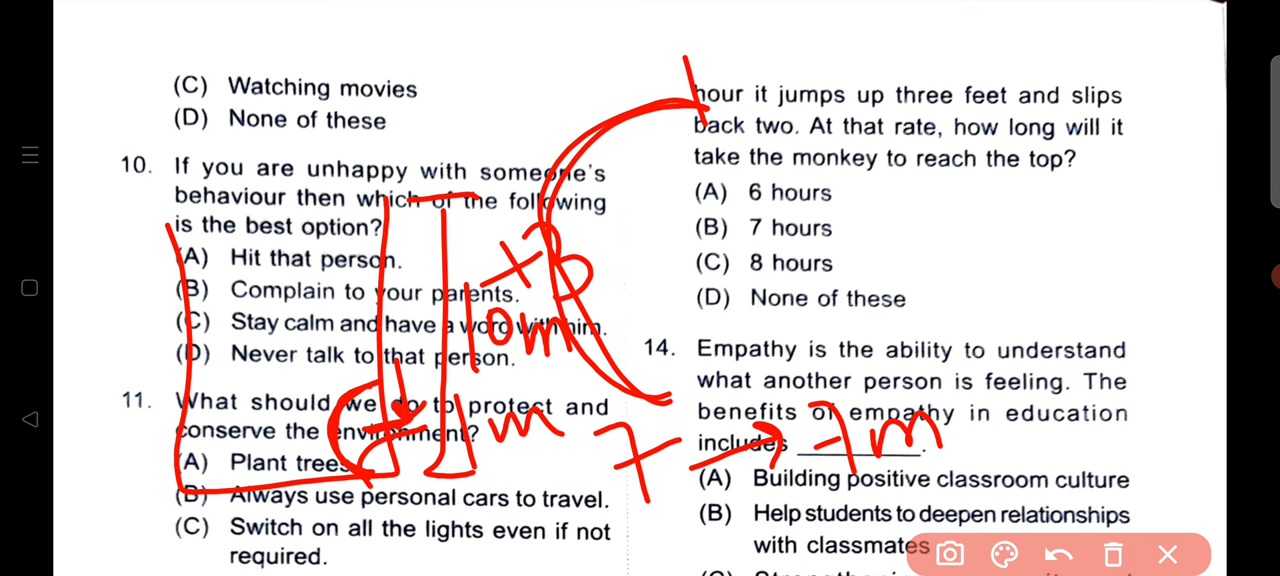 (C) Watching movies
(D) None of these
10. If you are unhappy with someone's
behaviour then which of the following
is the best option?
(A) Hit that person.
(B) Complain to your parents.
(C) Stay calm and have a word with him.
(D) Never talk to that person.
11. What should we do to protect and
conserve the environment?
(A) Plant trees
(B) Always use personal cars to travel.
(C) Switch on all the lights even if not
required.
hour it jumps up three feet and slips
back two. At that rate, how long will it
take the monkey to reach the top?
(A) 6 hours
(B) 7 hours
(C) 8 hours
(D) None of these
14. Empathy is the ability to understand
what another person is feeling. The
benefits of empathy in education
includes ________.
(A) Building positive classroom culture
(B) Help students to deepen relationships
with classmates
10m
1m
7 → 7m